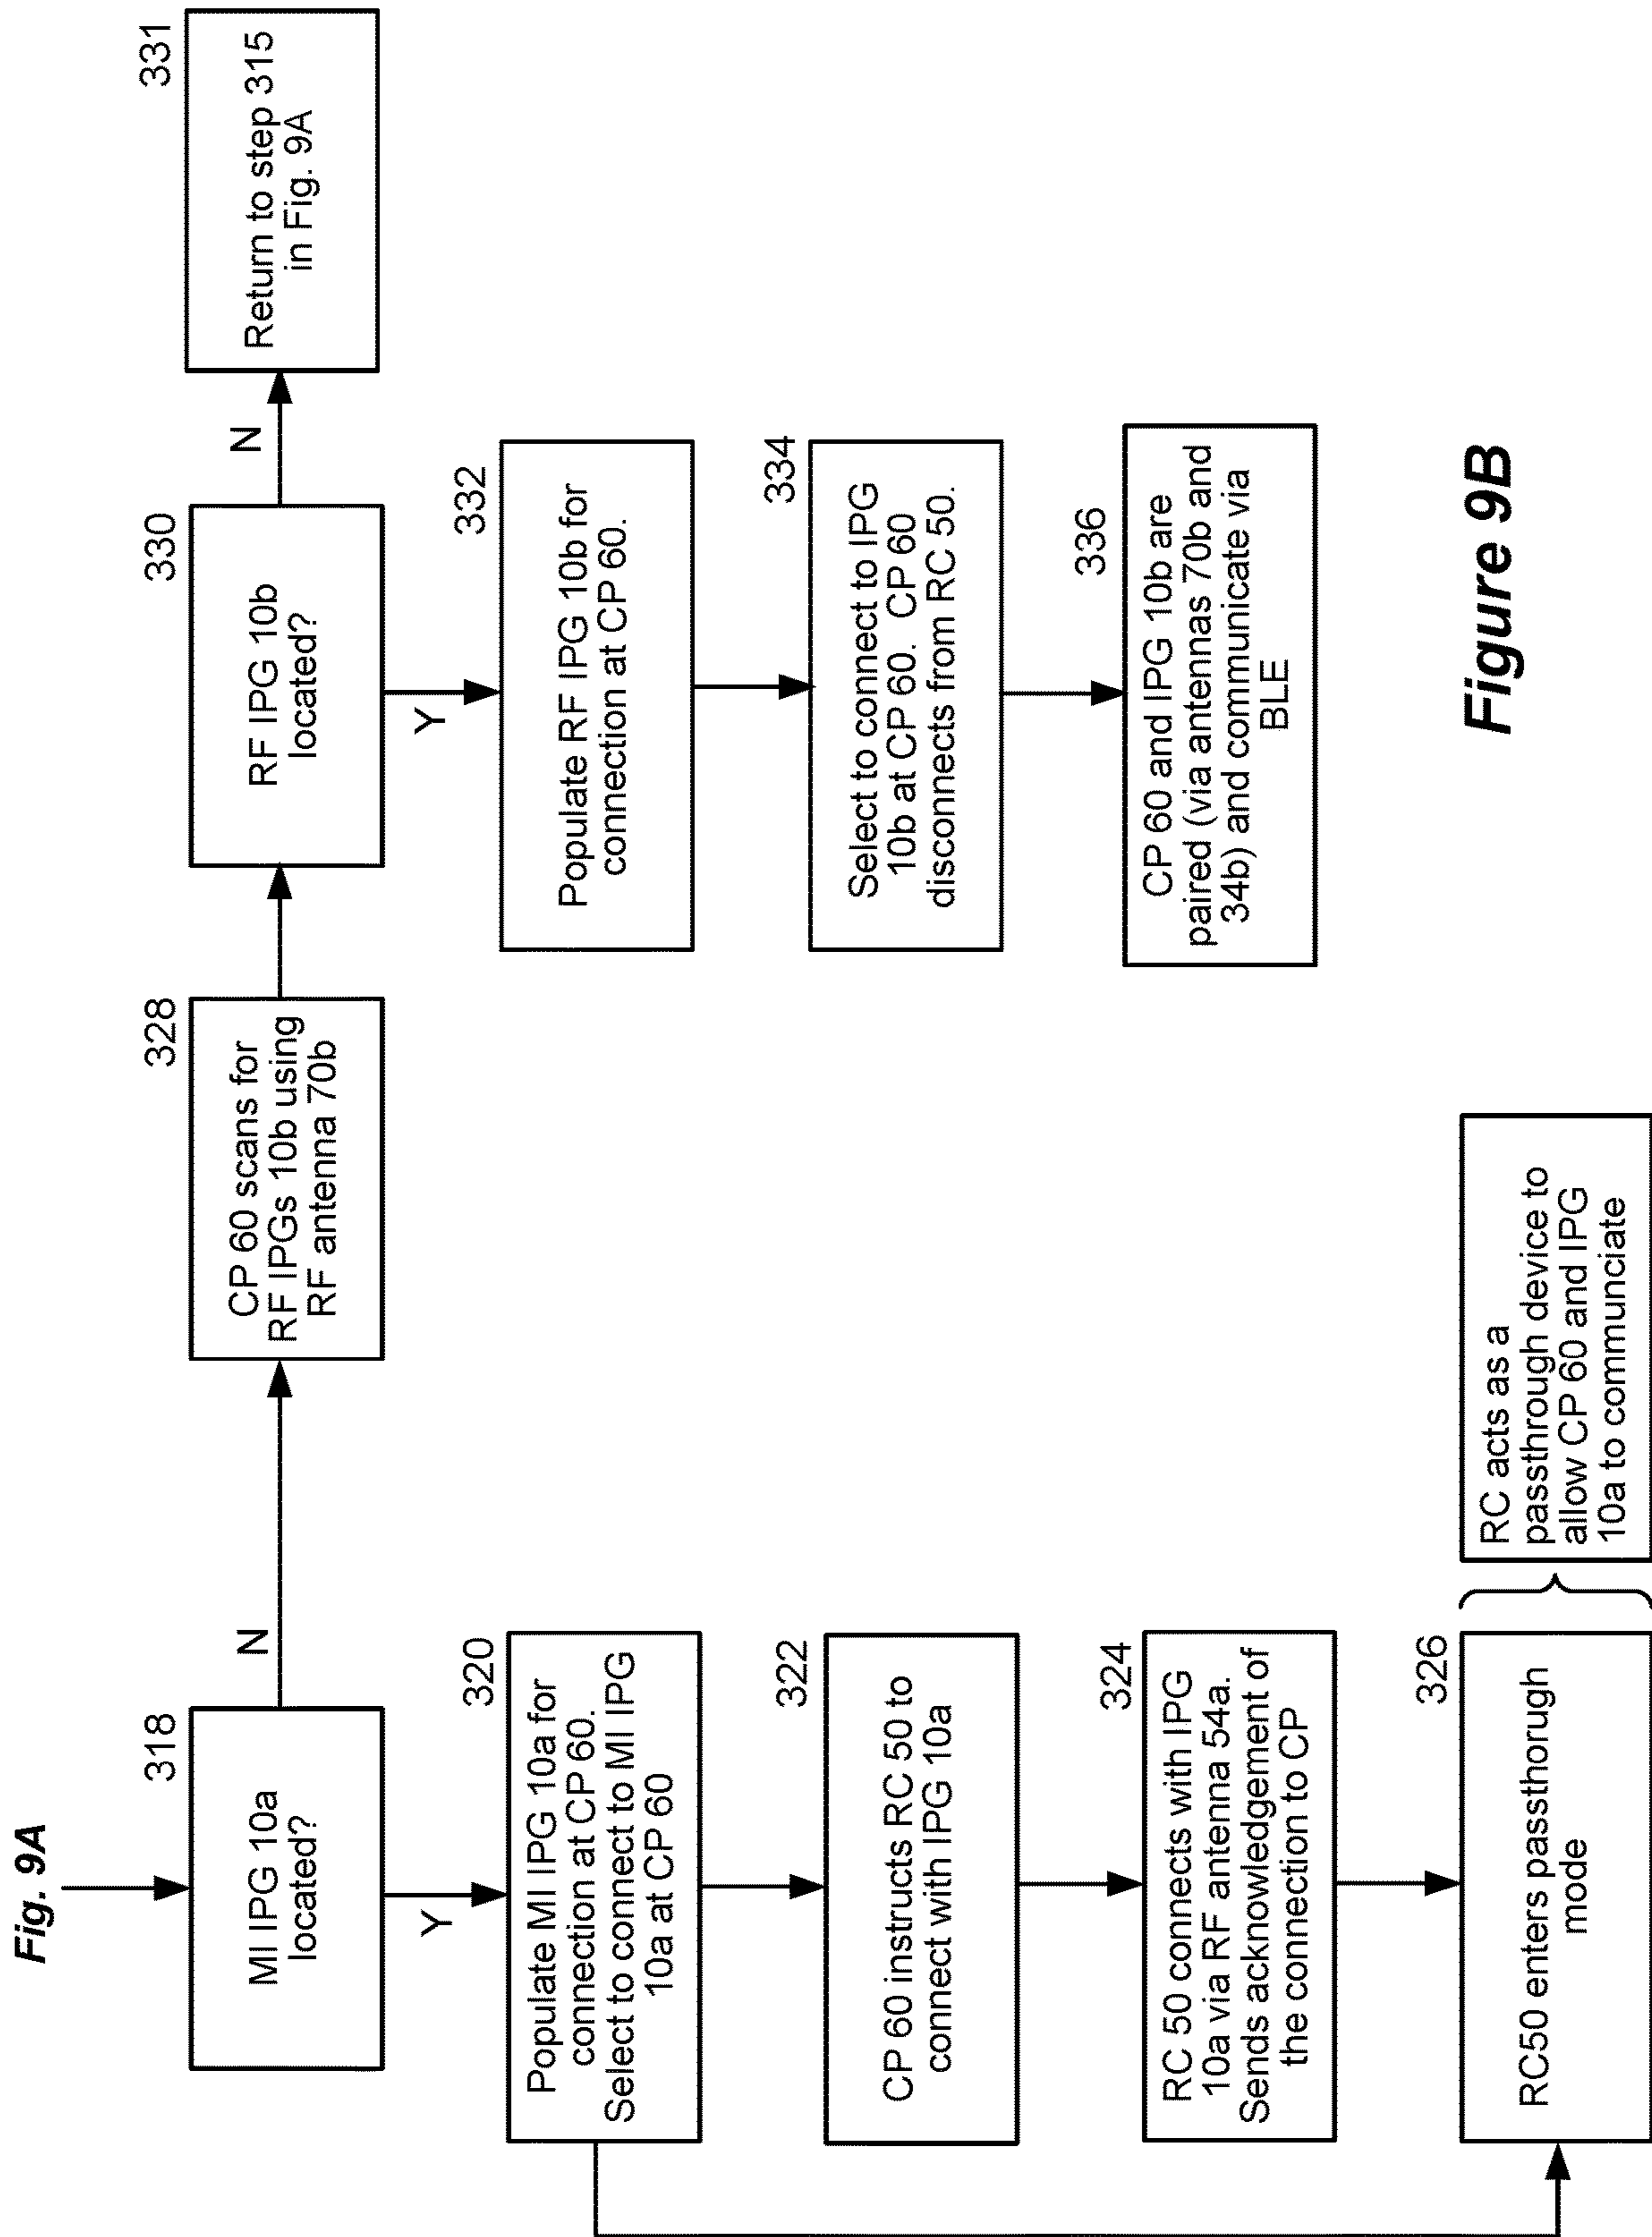 Fig. 9A
318
MI IPG 10a
located?
N
Y
320
Populate MI IPG 10a for
connection at CP 60.
Select to connect to MI IPG
10a at CP 60
322
CP 60 instructs RC 50 to
connect with IPG 10a
324
RC 50 connects with IPG
10a via RF antenna 54a.
Sends acknowledgement of
the connection to CP
326
RC50 enters passthorugh
mode
RC acts as a
passthrough device to
allow CP 60 and IPG
10a to communciate
328
CP 60 scans for
RF IPGs 10b using
RF antenna 70b
330
RF IPG 10b
located?
N
Y
331
Return to step 315
in Fig. 9A
332
Populate RF IPG 10b for
connection at CP 60.
334
Select to connect to IPG
10b at CP 60. CP 60
disconnects from RC 50.
336
CP 60 and IPG 10b are
paired (via antennas 70b and
34b) and communicate via
BLE
Figure 9B